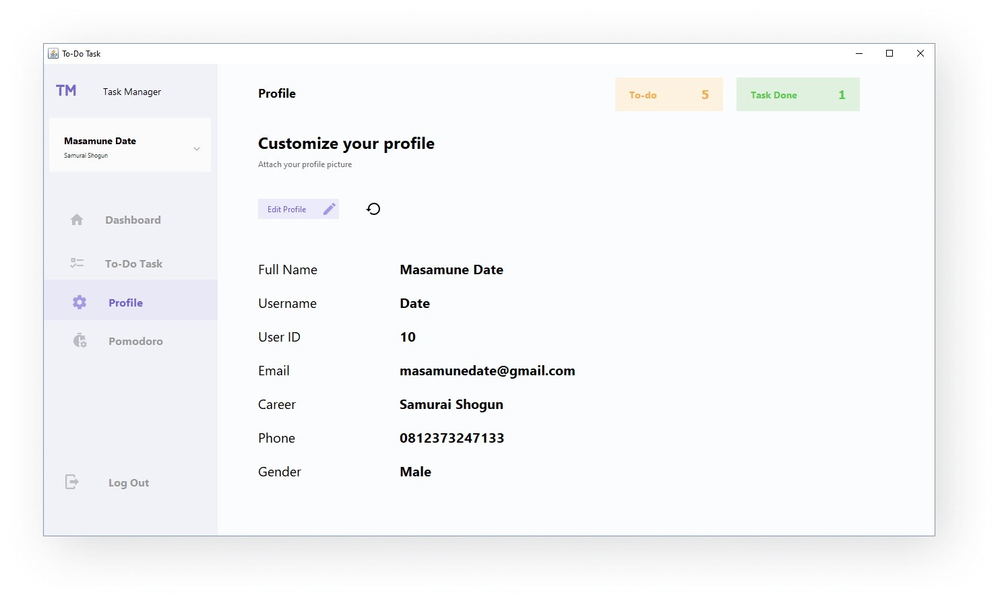 To-Do Task
TM Task Manager
Masamune Date
Samurai Shogun
Dashboard
To-Do Task
Profile
Pomodoro
Log Out
Profile
To-do 5
Task Done 1
Customize your profile
Attach your profile picture
Edit Profile
Full Name Masamune Date
Username Date
User ID 10
Email masamunedate@gmail.com
Career Samurai Shogun
Phone 0812373247133
Gender Male